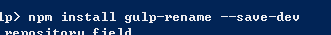 lp> npm install gulp-rename --save-dev
repository field